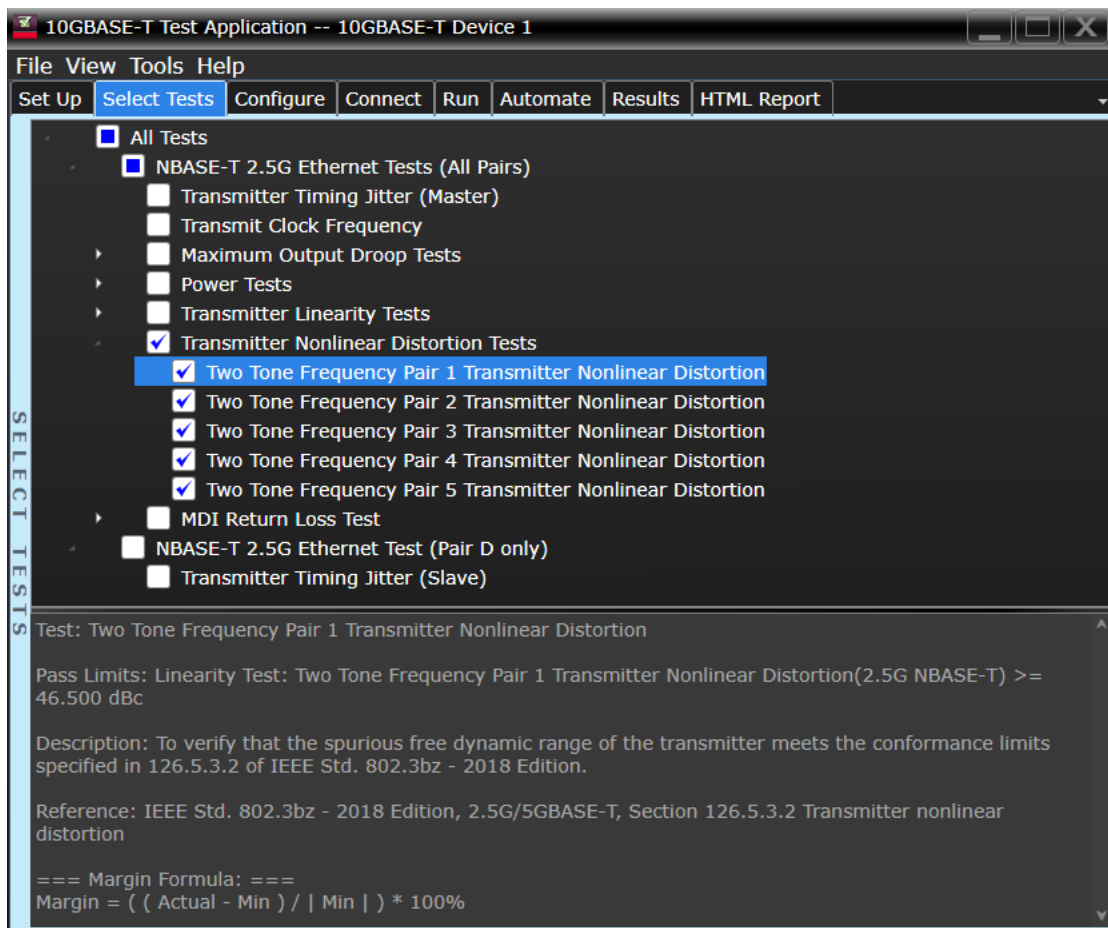 10GBASE-T Test Application -- 10GBASE-T Device 1
File View Tools Help
Set Up Select Tests Configure Connect Run Automate Results HTML Report
All Tests
NBASE-T 2.5G Ethernet Tests (All Pairs)
Transmitter Timing Jitter (Master)
Transmit Clock Frequency
Maximum Output Droop Tests
Power Tests
Transmitter Linearity Tests
Transmitter Nonlinear Distortion Tests
Two Tone Frequency Pair 1 Transmitter Nonlinear Distortion
Two Tone Frequency Pair 2 Transmitter Nonlinear Distortion
Two Tone Frequency Pair 3 Transmitter Nonlinear Distortion
Two Tone Frequency Pair 4 Transmitter Nonlinear Distortion
Two Tone Frequency Pair 5 Transmitter Nonlinear Distortion
MDI Return Loss Test
NBASE-T 2.5G Ethernet Test (Pair D only)
Transmitter Timing Jitter (Slave)
SELECT TESTS
Test: Two Tone Frequency Pair 1 Transmitter Nonlinear Distortion
Pass Limits: Linearity Test: Two Tone Frequency Pair 1 Transmitter Nonlinear Distortion(2.5G NBASE-T) >=
46.500 dBc
Description: To verify that the spurious free dynamic range of the transmitter meets the conformance limits
specified in 126.5.3.2 of IEEE Std. 802.3bz - 2018 Edition.
Reference: IEEE Std. 802.3bz - 2018 Edition, 2.5G/5GBASE-T, Section 126.5.3.2 Transmitter nonlinear
distortion
=== Margin Formula: ===
Margin = ( ( Actual - Min ) / | Min | ) * 100%